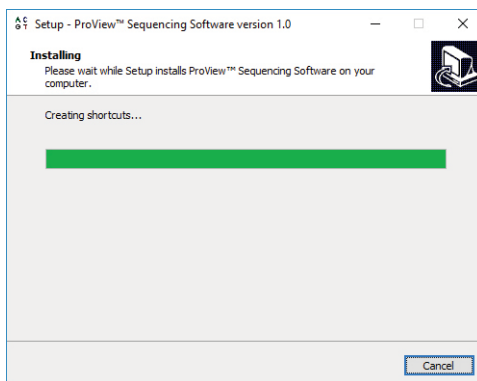 A C
G T
Setup - ProView™ Sequencing Software version 1.0
Installing
Please wait while Setup installs ProView™ Sequencing Software on your
computer.
Creating shortcuts...
Cancel